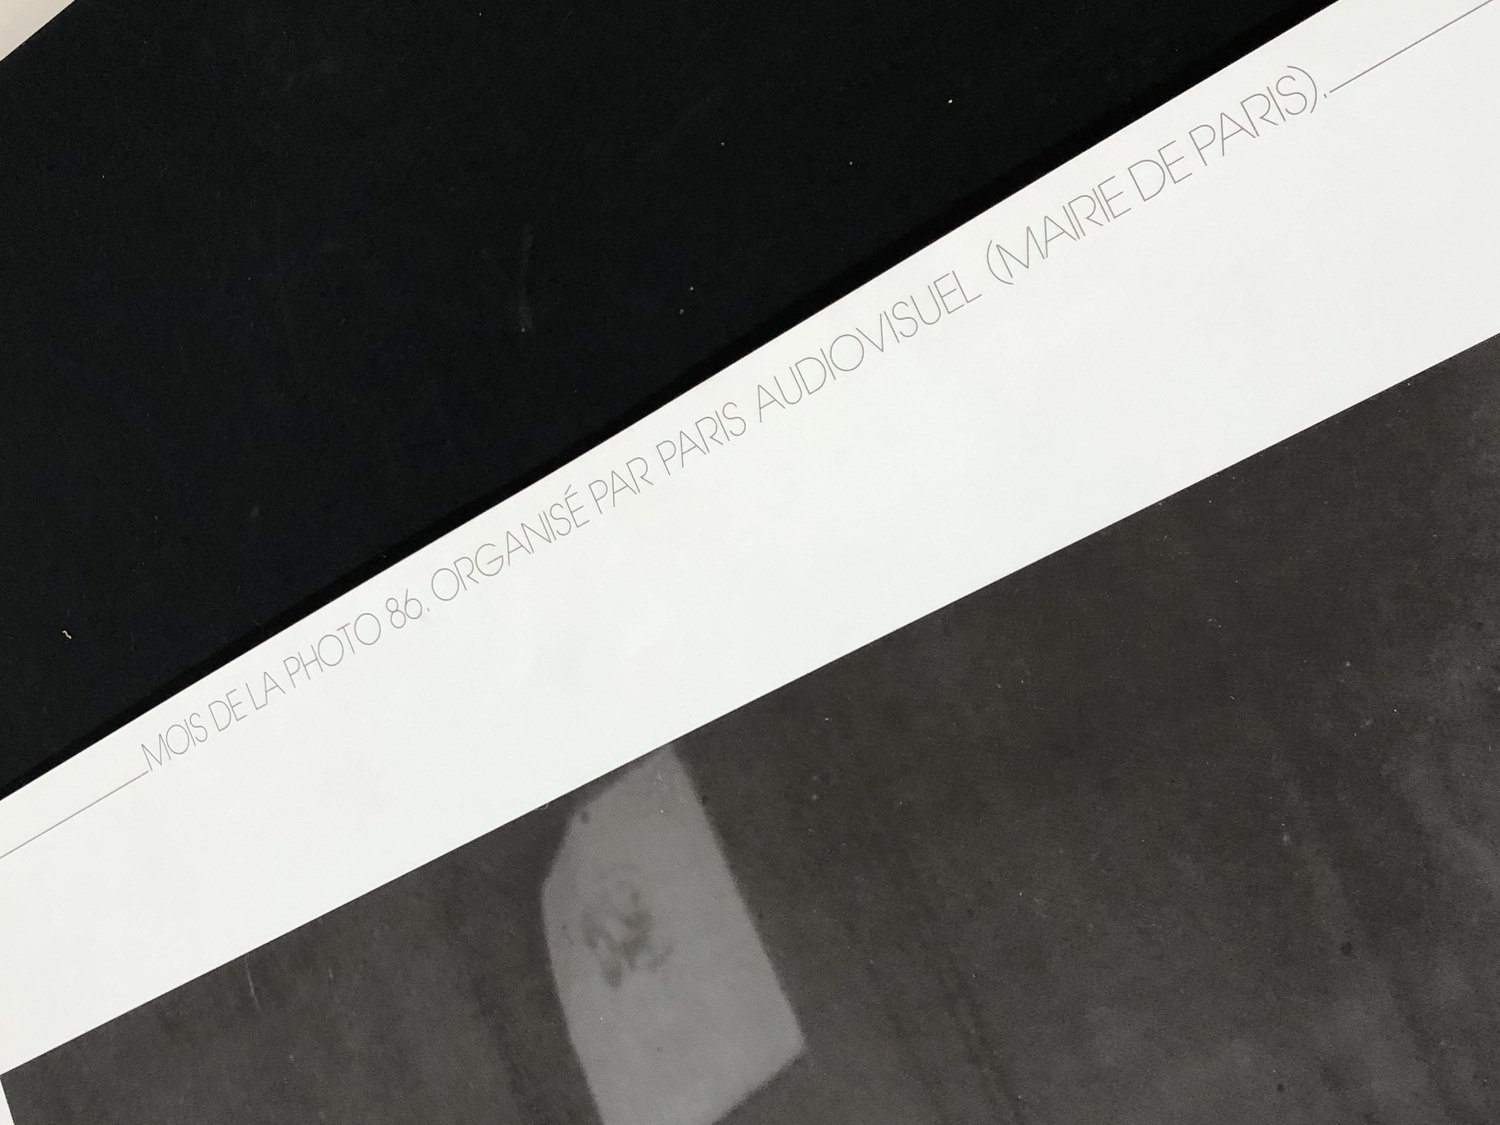 MOIS DE LA PHOTO 86. ORGANISÉ PAR PARIS AUDIOVISUEL (MAIRIE DE PARIS).